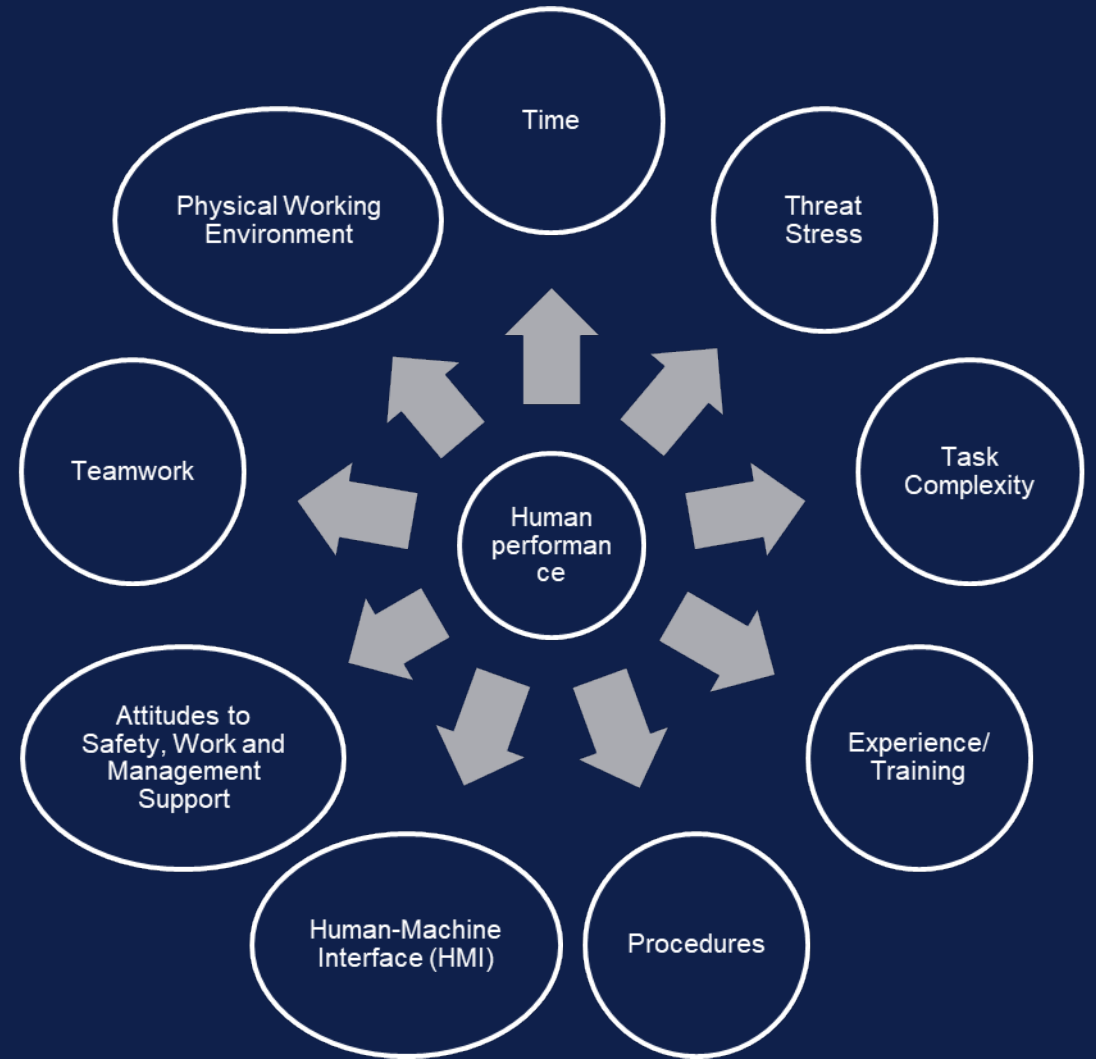 Time
Threat
Stress
Task
Complexity
Experience/
Training
Procedures
Human-Machine
Interface (HMI)
Attitudes to
Safety, Work and
Management
Support
Teamwork
Physical Working
Environment
Human
performan
ce